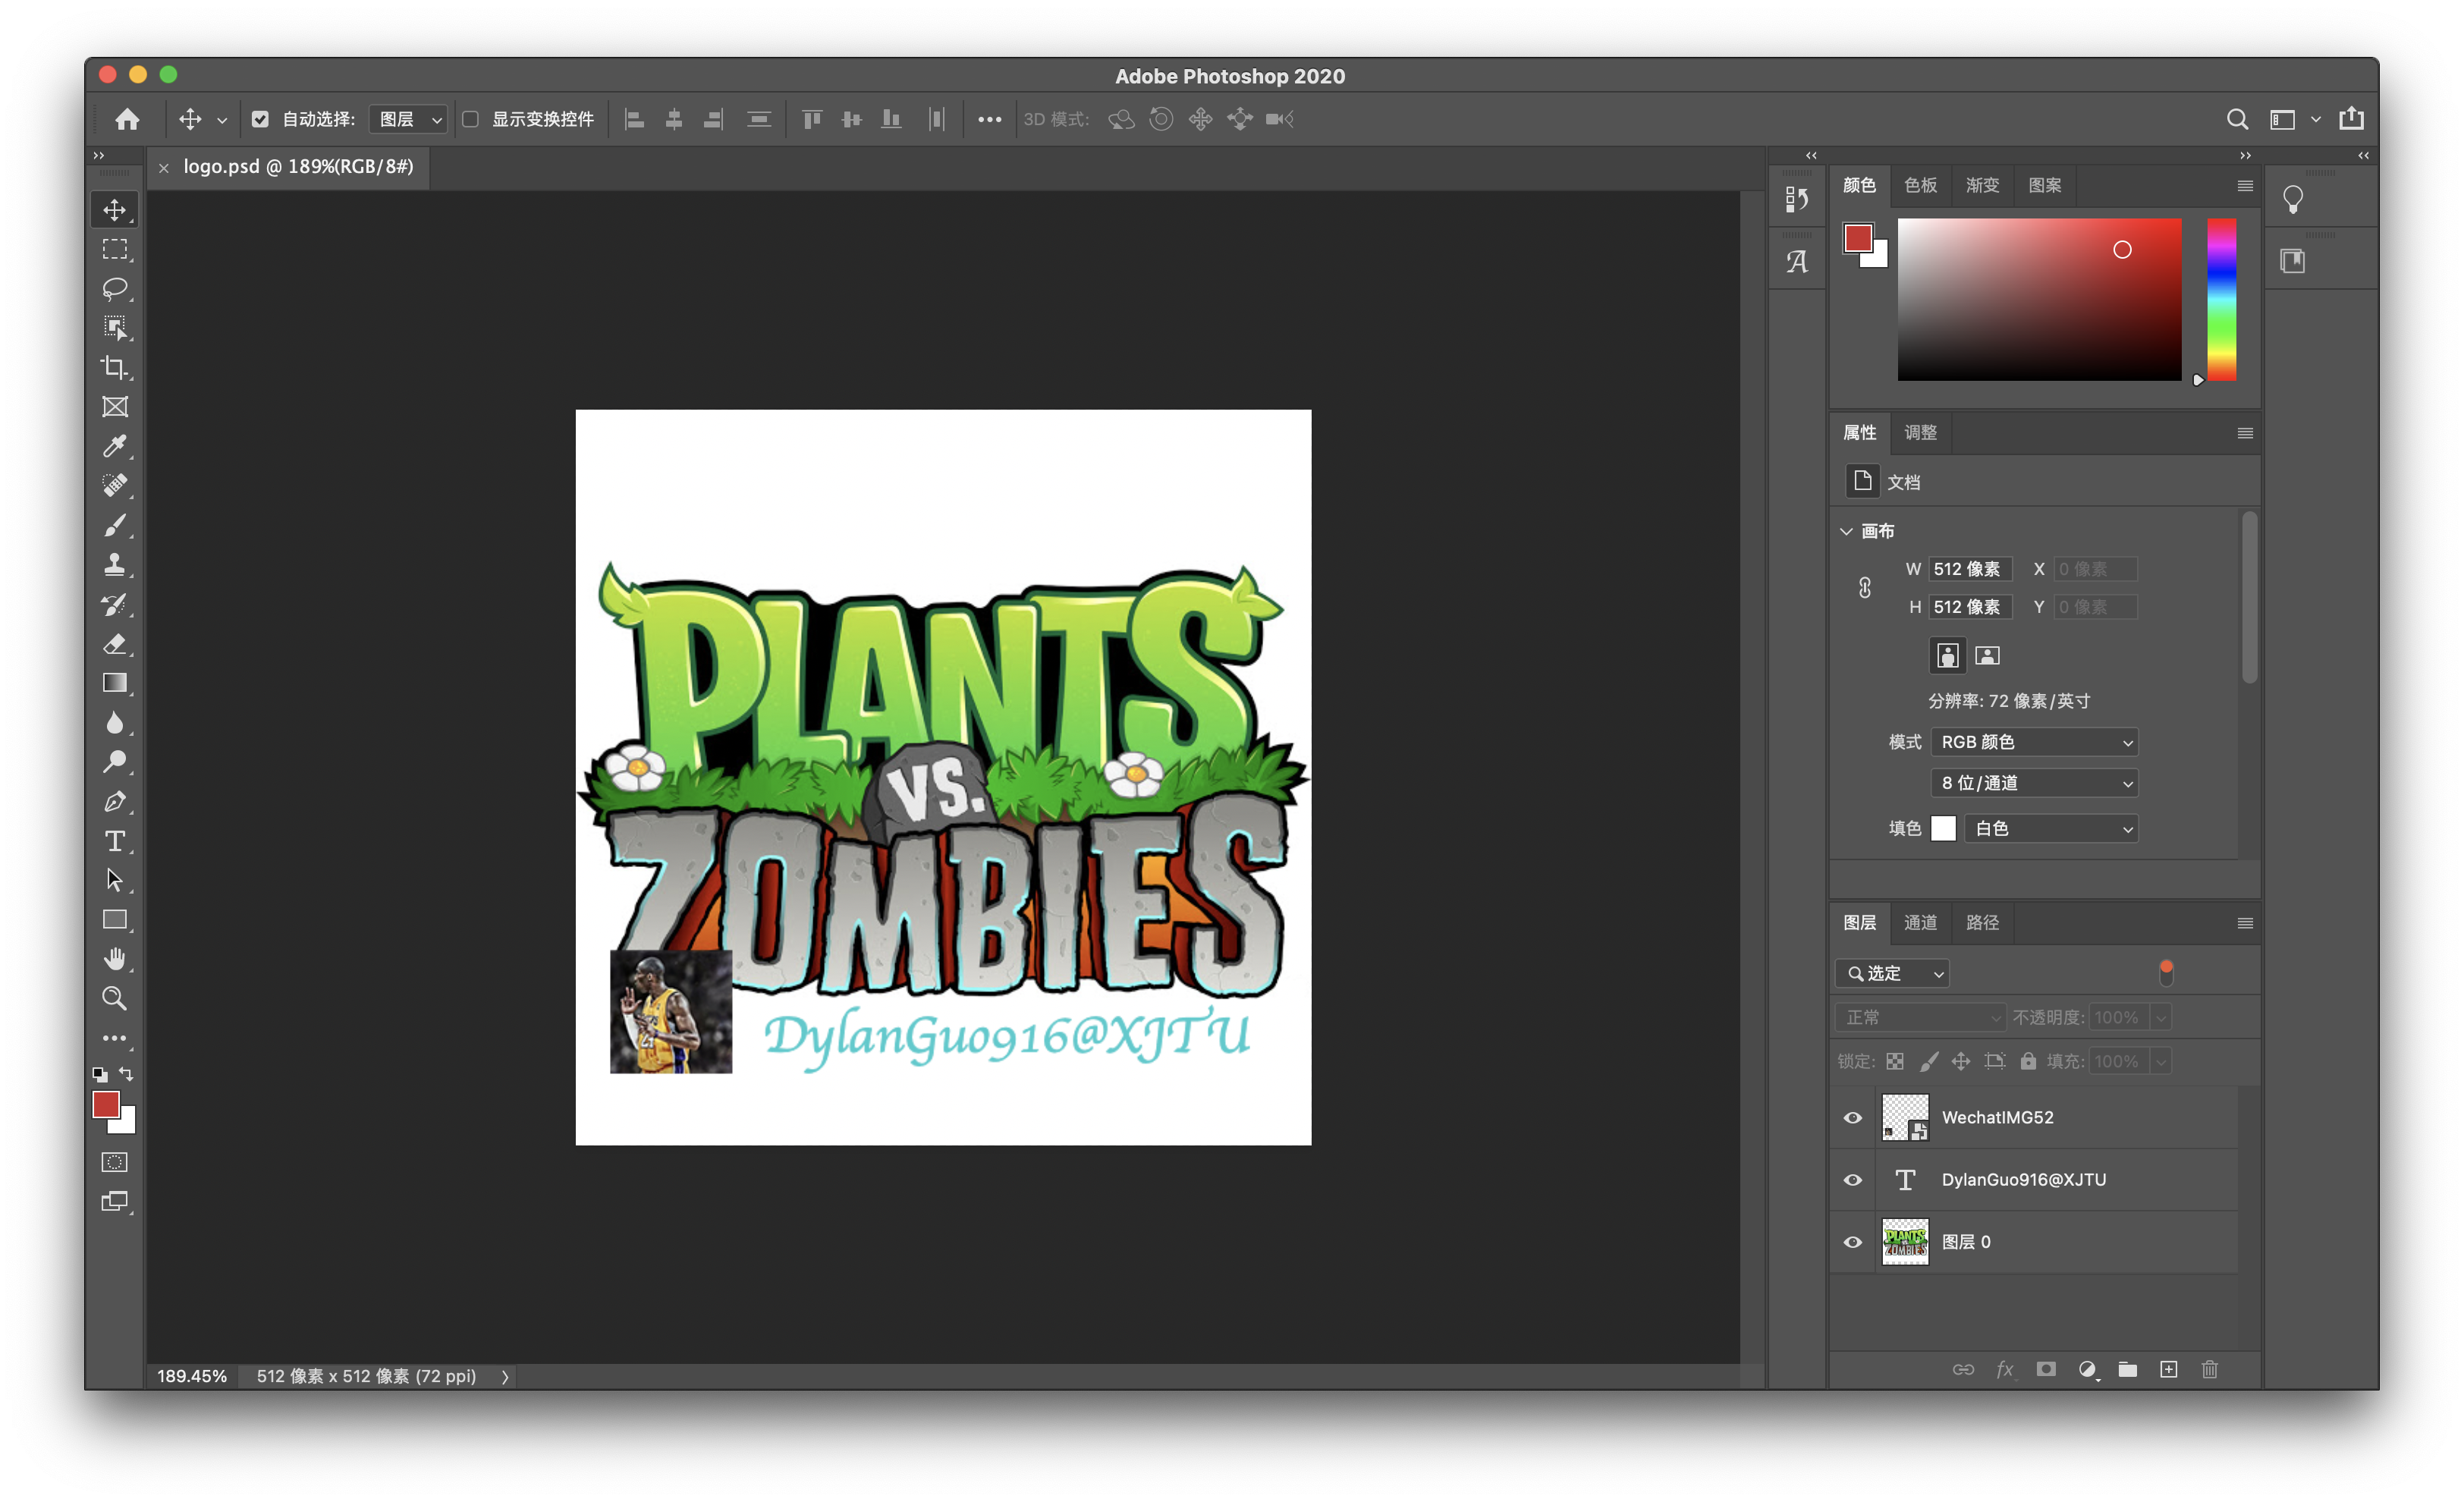 Adobe Photoshop 2020
自动选择: 图层 显示变换控件 3D 模式:
× logo.psd @ 189%(RGB/8#)
颜色 色板 渐变 图案
属性 调整
文档
画布
W 512 像素 X 0 像素
H 512 像素 Y 0 像素
分辨率: 72 像素/英寸
模式 RGB 颜色
8 位/通道
填色 白色
PLANTS
VS.
ZOMBIES
DylanGuo916@XJTU
图层 通道 路径
选定
正常 不透明度: 100%
锁定: 填充: 100%
WechatIMG52
T DylanGuo916@XJTU
PLANTS
ZOMBIES
图层 0
fx
189.45% 512 像素 x 512 像素 (72 ppi)